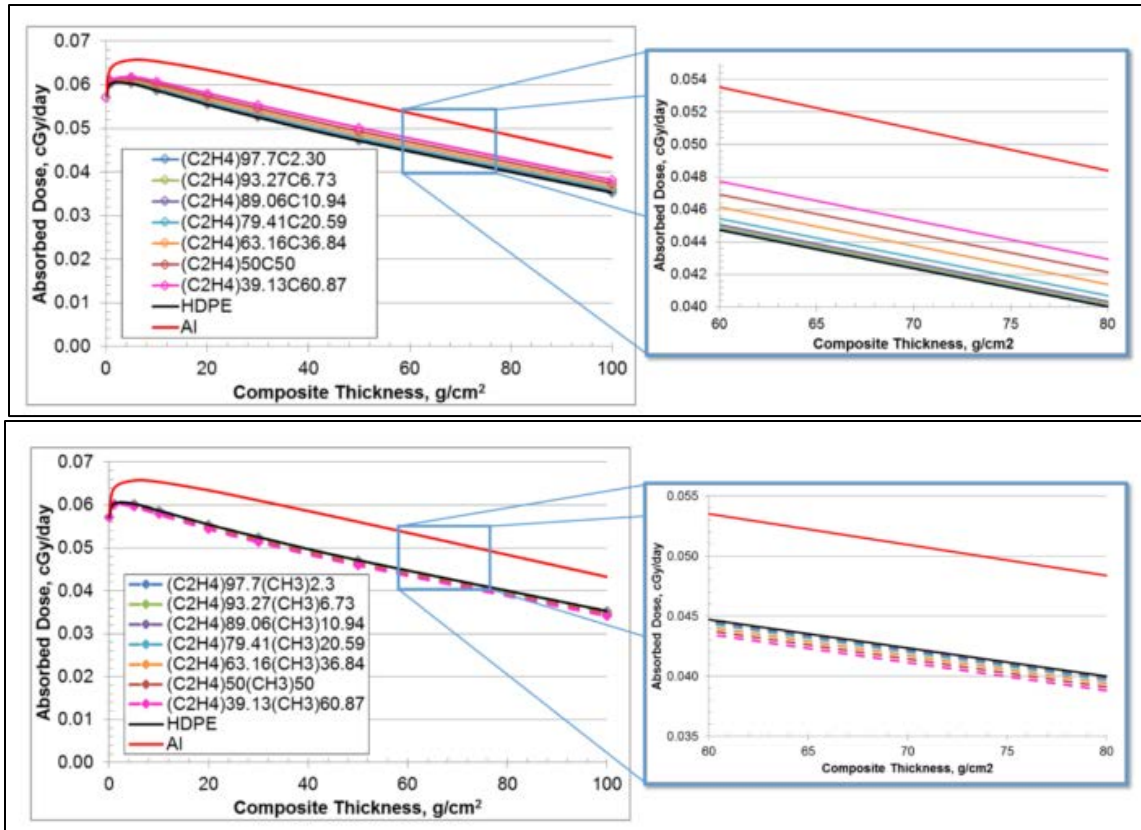 0.07
0.06
0.05
0.04
0.03
0.02
0.01
0.00
Absorbed Dose, cGy/day
(C2H4)97.7C2.30
(C2H4)93.27C6.73
(C2H4)89.06C10.94
(C2H4)79.41C20.59
(C2H4)63.16C36.84
(C2H4)50C50
(C2H4)39.13C60.87
HDPE
Al
0 20 40 60 80 100
Composite Thickness, g/cm²
0.054
0.052
0.050
0.048
0.046
0.044
0.042
0.040
Absorbed Dose, cGy/day
60 65 70 75 80
Composite Thickness, g/cm2
0.07
0.06
0.05
0.04
0.03
0.02
0.01
0.00
Absorbed Dose, cGy/day
(C2H4)97.7(CH3)2.3
(C2H4)93.27(CH3)6.73
(C2H4)89.06(CH3)10.94
(C2H4)79.41(CH3)20.59
(C2H4)63.16(CH3)36.84
(C2H4)50(CH3)50
(C2H4)39.13(CH3)60.87
HDPE
Al
0 20 40 60 80 100
Composite Thickness, g/cm²
0.055
0.050
0.045
0.040
0.035
Absorbed Dose, cGy/day
60 65 70 75 80
Composite Thickness, g/cm2